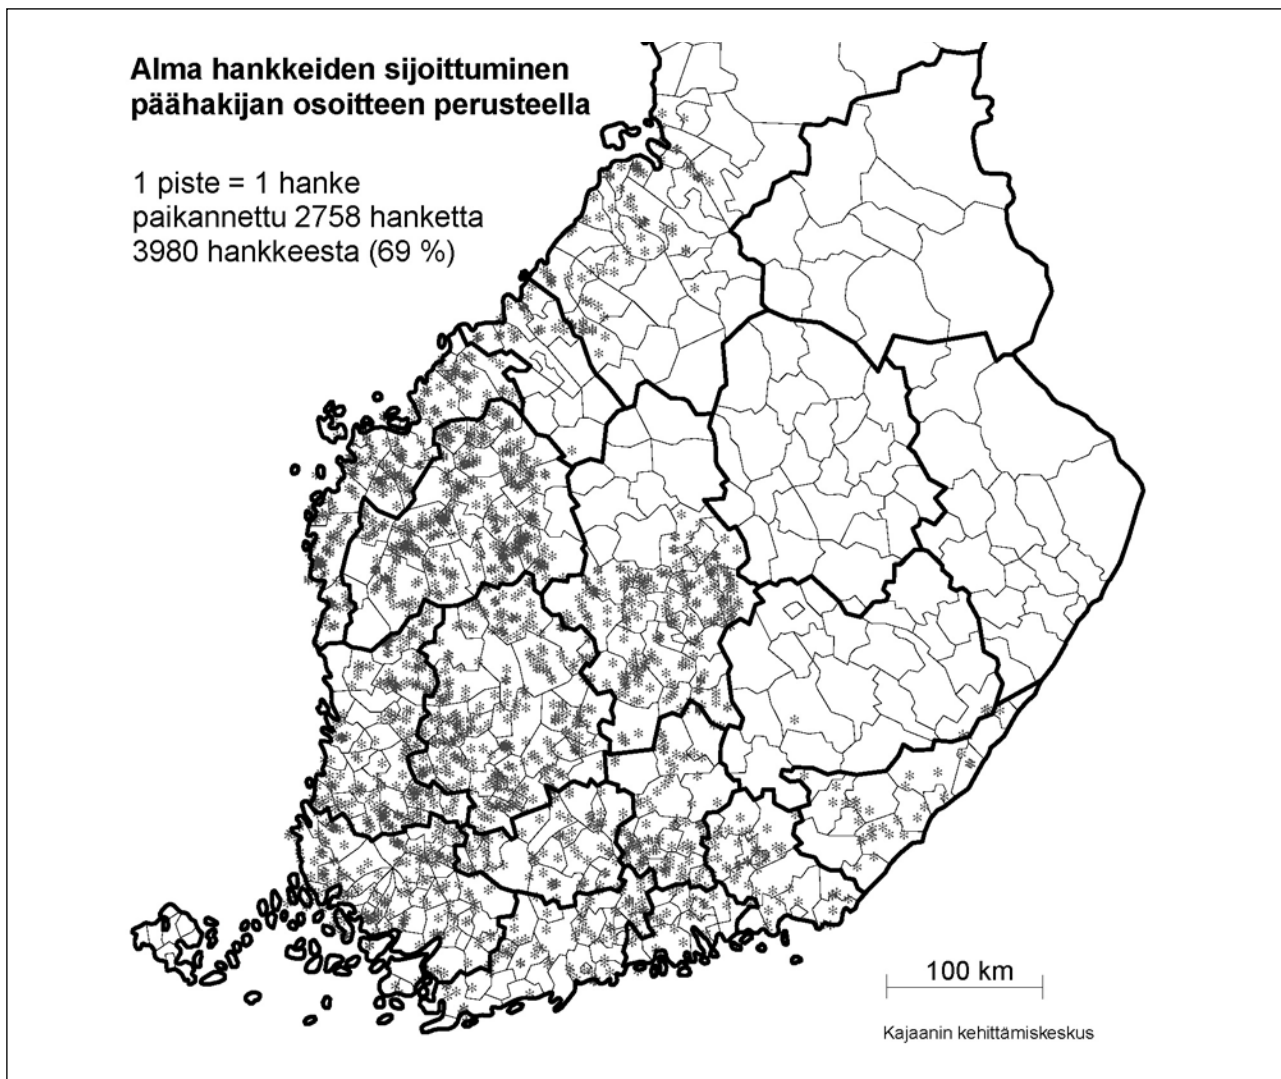 Alma hankkeiden sijoittuminen
päähakijan osoitteen perusteella
1 piste = 1 hanke
paikannettu 2758 hanketta
3980 hankkeesta (69 %)
100 km
Kajaanin kehittämiskeskus